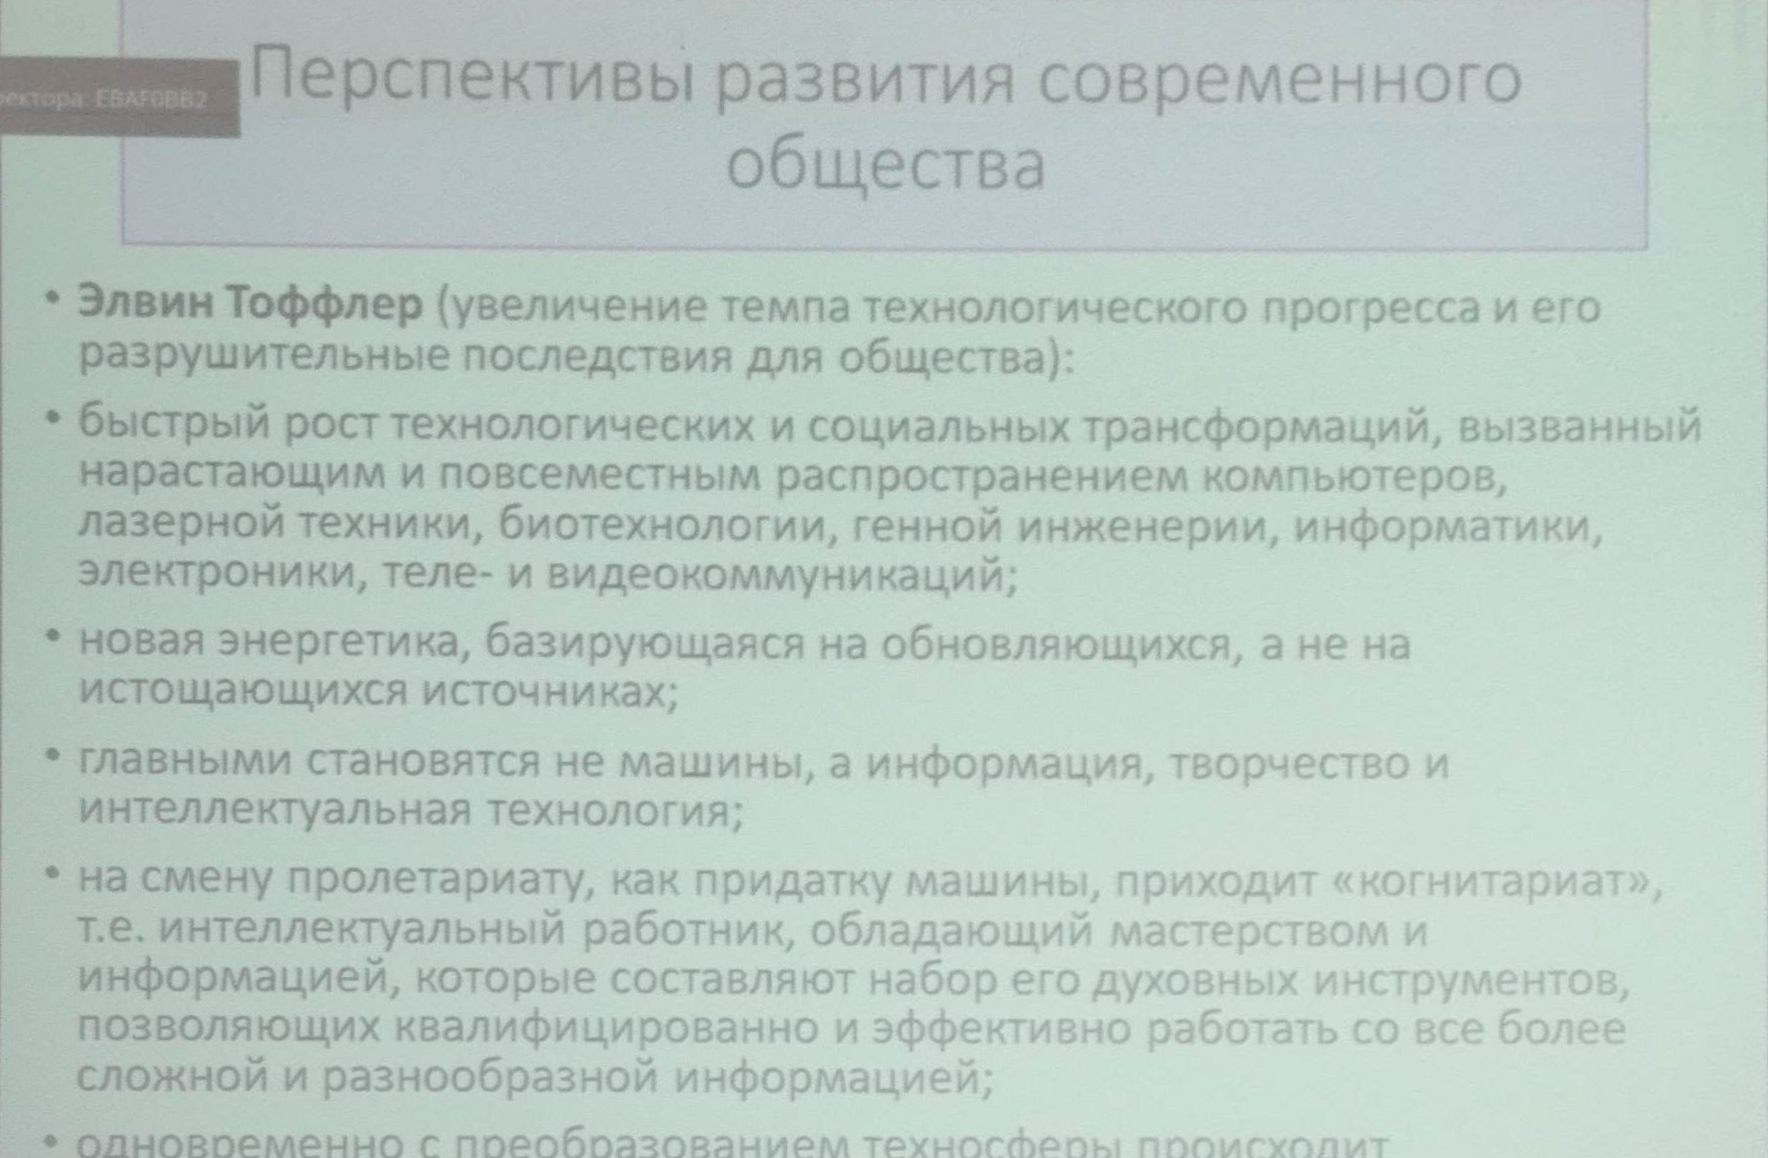 Перспективы развития современного
общества
ректора: EBAF0BB2
• Элвин Тоффлер (увеличение темпа технологического прогресса и его
разрушительные последствия для общества):
• быстрый рост технологических и социальных трансформаций, вызванный
нарастающим и повсеместным распространением компьютеров,
лазерной техники, биотехнологии, генной инженерии, информатики,
электроники, теле- и видеокоммуникаций;
• новая энергетика, базирующаяся на обновляющихся, а не на
истощающихся источниках;
• главными становятся не машины, а информация, творчество и
интеллектуальная технология;
• на смену пролетариату, как придатку машины, приходит «когнитариат»,
т.е. интеллектуальный работник, обладающий мастерством и
информацией, которые составляют набор его духовных инструментов,
позволяющих квалифицированно и эффективно работать со все более
сложной и разнообразной информацией;
• одновременно с преобразованием техносферы происходит